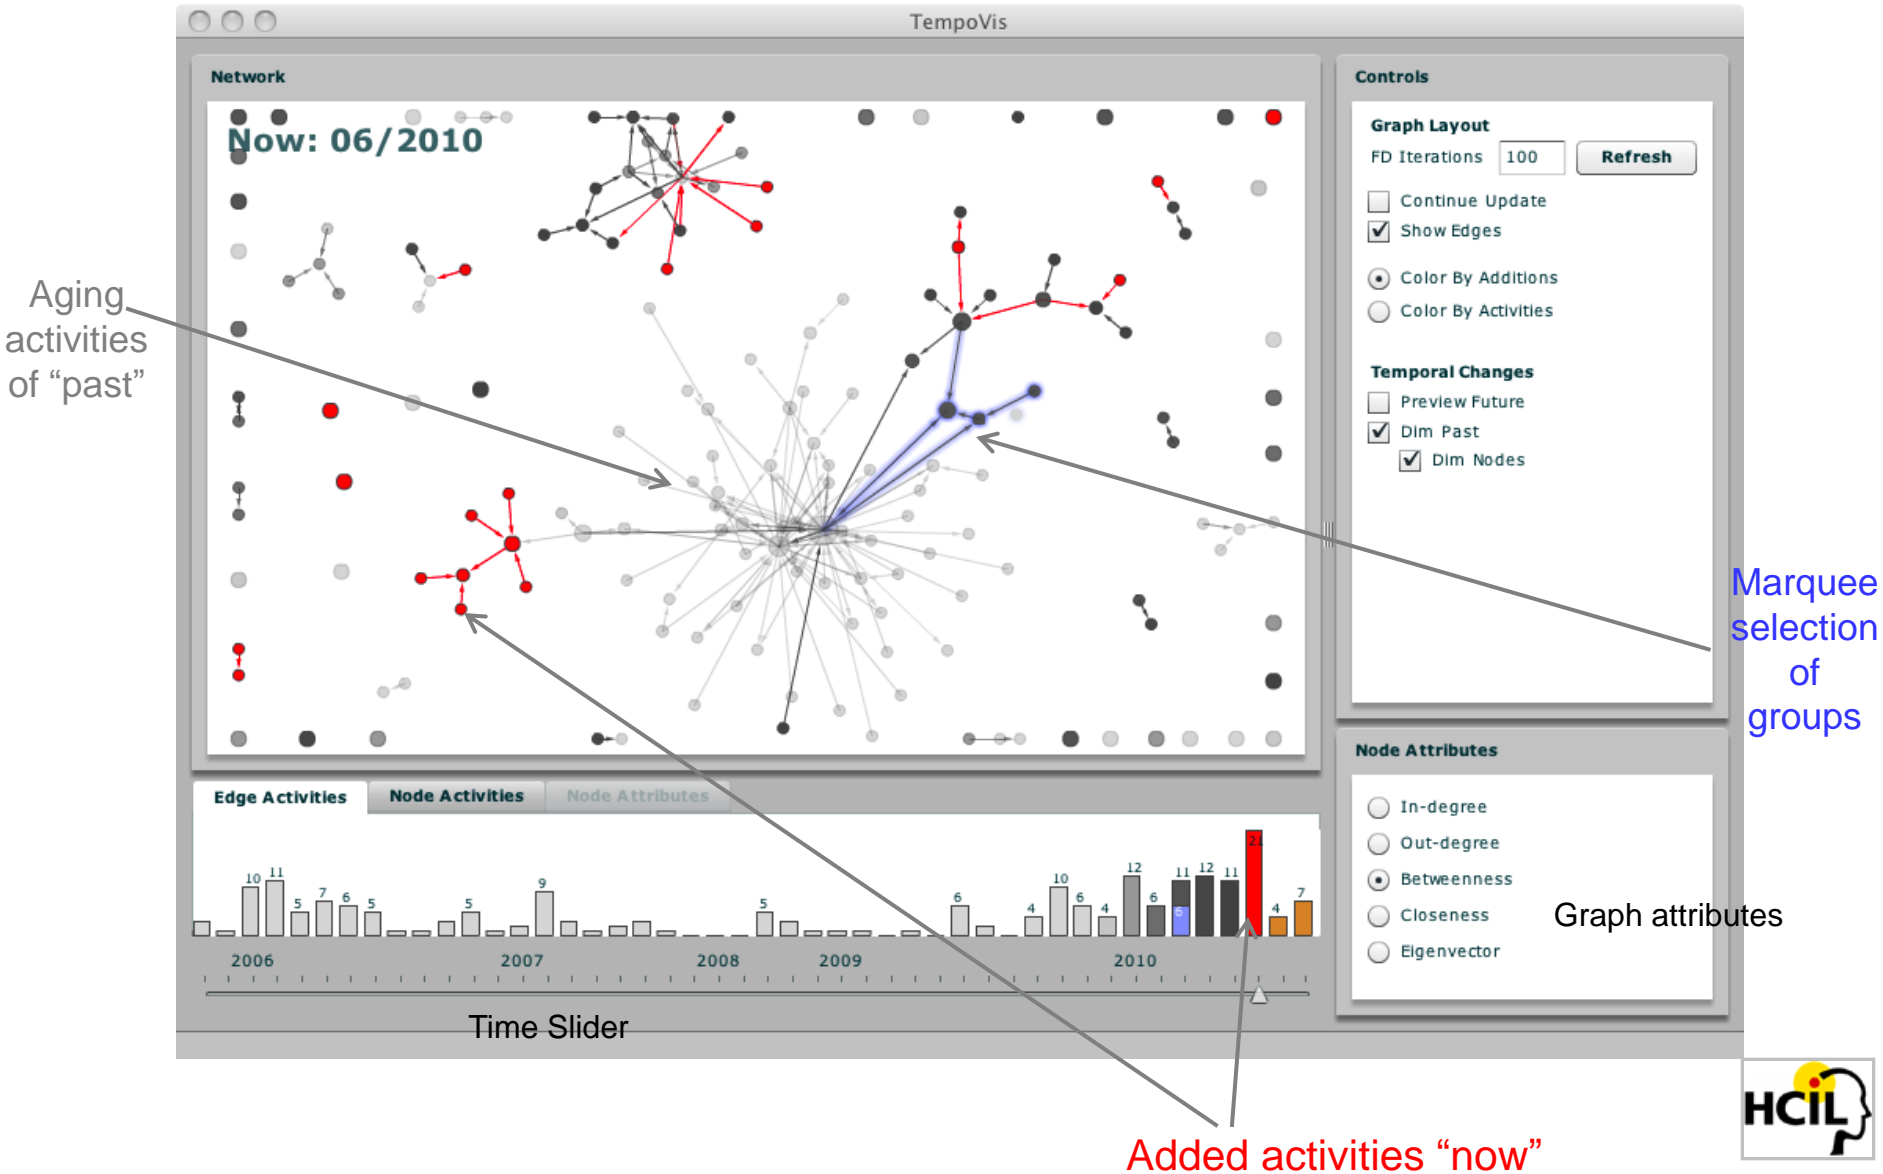 TempoVis
Network
Now: 06/2010
Controls
Graph Layout
FD Iterations 100 Refresh
Continue Update
Show Edges
Color By Additions
Color By Activities
Temporal Changes
Preview Future
Dim Past
Dim Nodes
Aging
activities
of “past”
Marquee
selection
of
groups
Edge Activities Node Activities Node Attributes
10 11 5 7 6 5 5 9 5 6 4 10 6 4 12 6 11 6 12 11 21 4 7
2006 2007 2008 2009 2010
Time Slider
Node Attributes
In-degree
Out-degree
Betweenness
Closeness
Eigenvector
Graph attributes
Added activities “now”
HCIL